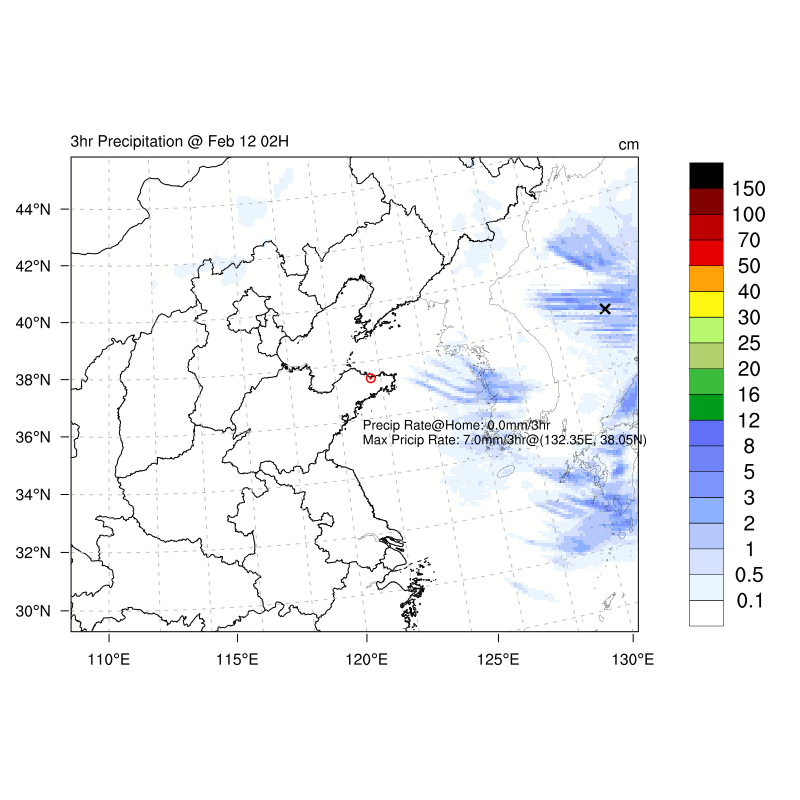 3hr Precipitation @ Feb 12 02H
cm
44°N
42°N
40°N
38°N
36°N
34°N
32°N
30°N
110°E
115°E
120°E
125°E
130°E
Precip Rate@Home: 0.0mm/3hr
Max Pricip Rate: 7.0mm/3hr@(132.35E, 38.05N)
150
100
70
50
40
30
25
20
16
12
8
5
3
2
1
0.5
0.1